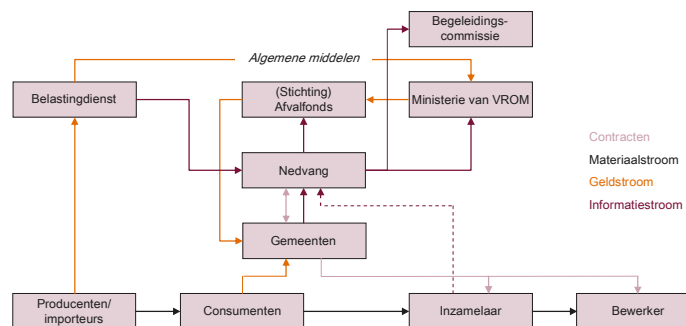 Begeleidings-
commissie
Algemene middelen
Belastingdienst
(Stichting)
Afvalfonds
Ministerie van VROM
Contracten
Materiaalstroom
Geldstroom
Informatiestroom
Nedvang
Gemeenten
Producenten/
importeurs
Consumenten
Inzamelaar
Bewerker